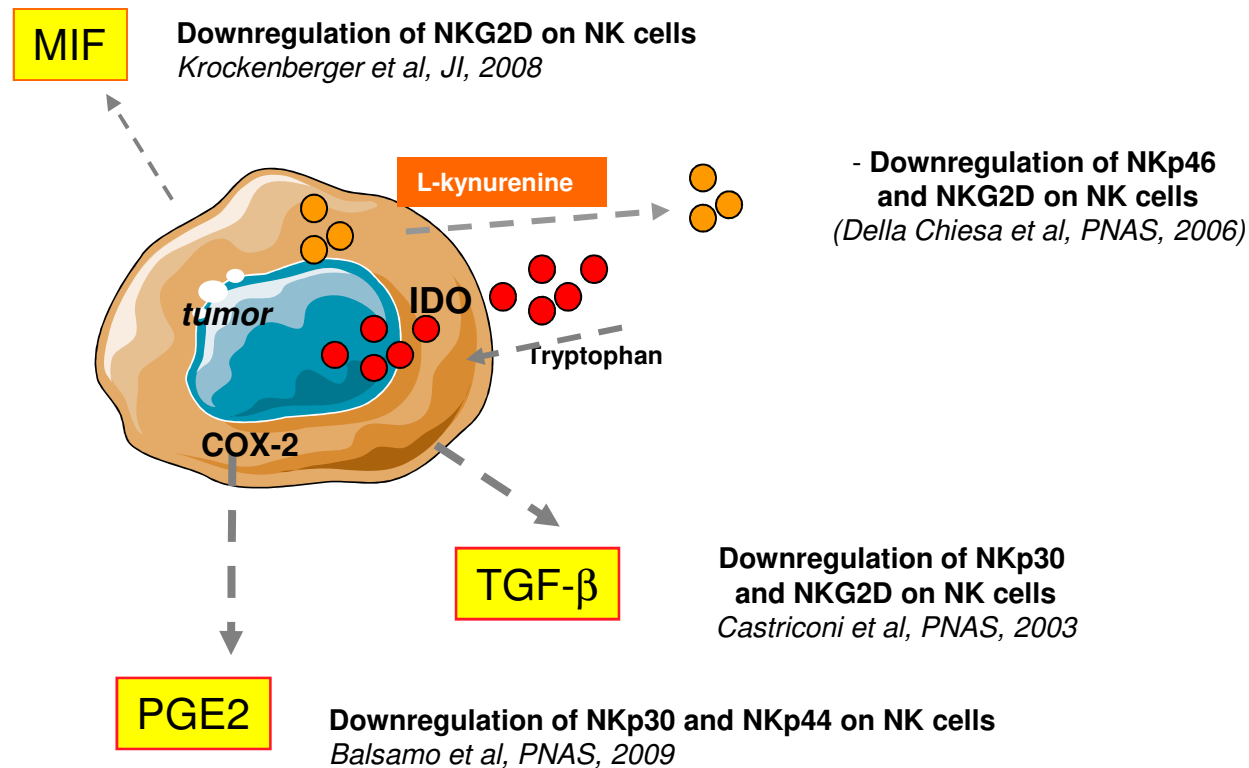 MIF
Downregulation of NKG2D on NK cells
Krockenberger et al, JI, 2008
L-kynurenine
- Downregulation of NKp46
and NKG2D on NK cells
(Della Chiesa et al, PNAS, 2006)
IDO
tumor
Tryptophan
COX-2
TGF-β
Downregulation of NKp30
and NKG2D on NK cells
Castriconi et al, PNAS, 2003
PGE2
Downregulation of NKp30 and NKp44 on NK cells
Balsamo et al, PNAS, 2009